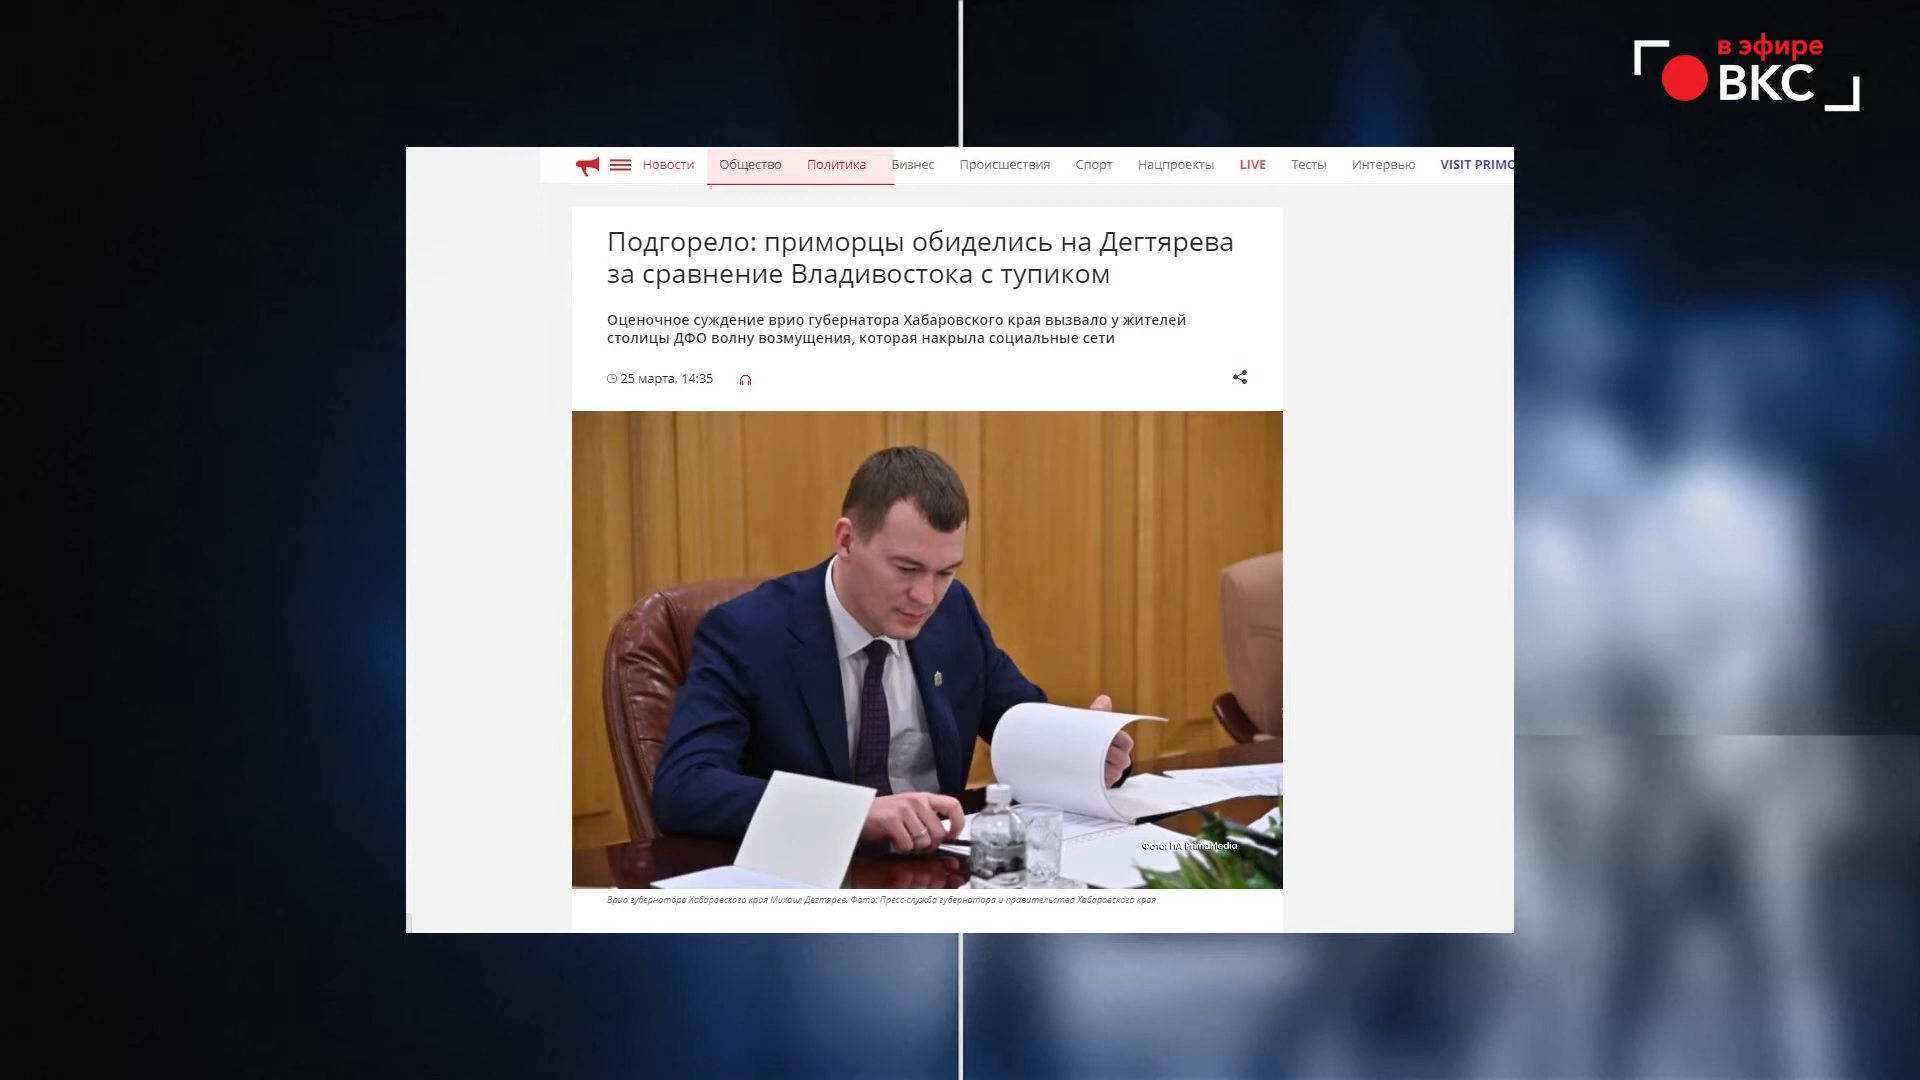 в эфире
ВКС
Новости Общество Политика Бизнес Происшествия Спорт Нацпроекты LIVE Тесты Интервью VISIT PRIMO
Подгорело: приморцы обиделись на Дегтярева
за сравнение Владивостока с тупиком
Оценочное суждение врио губернатора Хабаровского края вызвало у жителей
столицы ДФО волну возмущения, которая накрыла социальные сети
25 марта, 14:35
Фото: ИА PrimaMedia
Врио губернатора Хабаровского края Михаил Дегтярев. Фото: Пресс-служба губернатора и правительства Хабаровского края